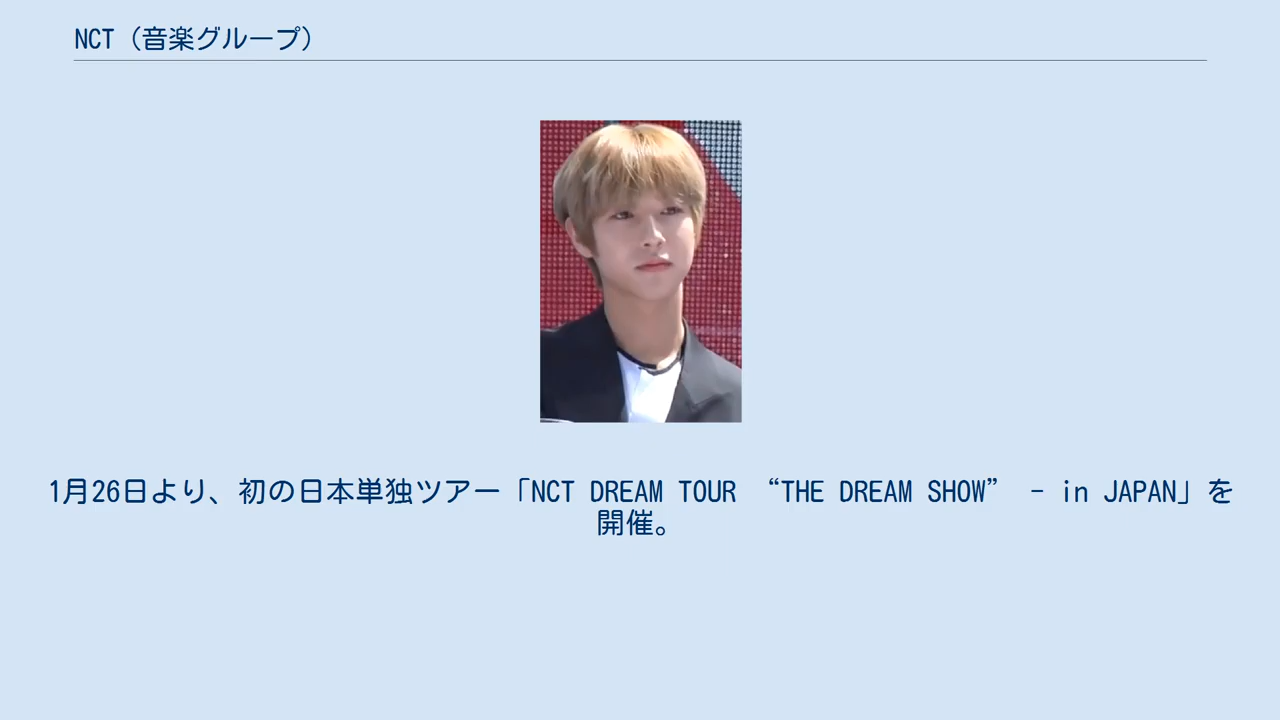 NCT（音楽グループ）
1月26日より、初の日本単独ツアー「NCT DREAM TOUR “THE DREAM SHOW” - in JAPAN」を
開催。